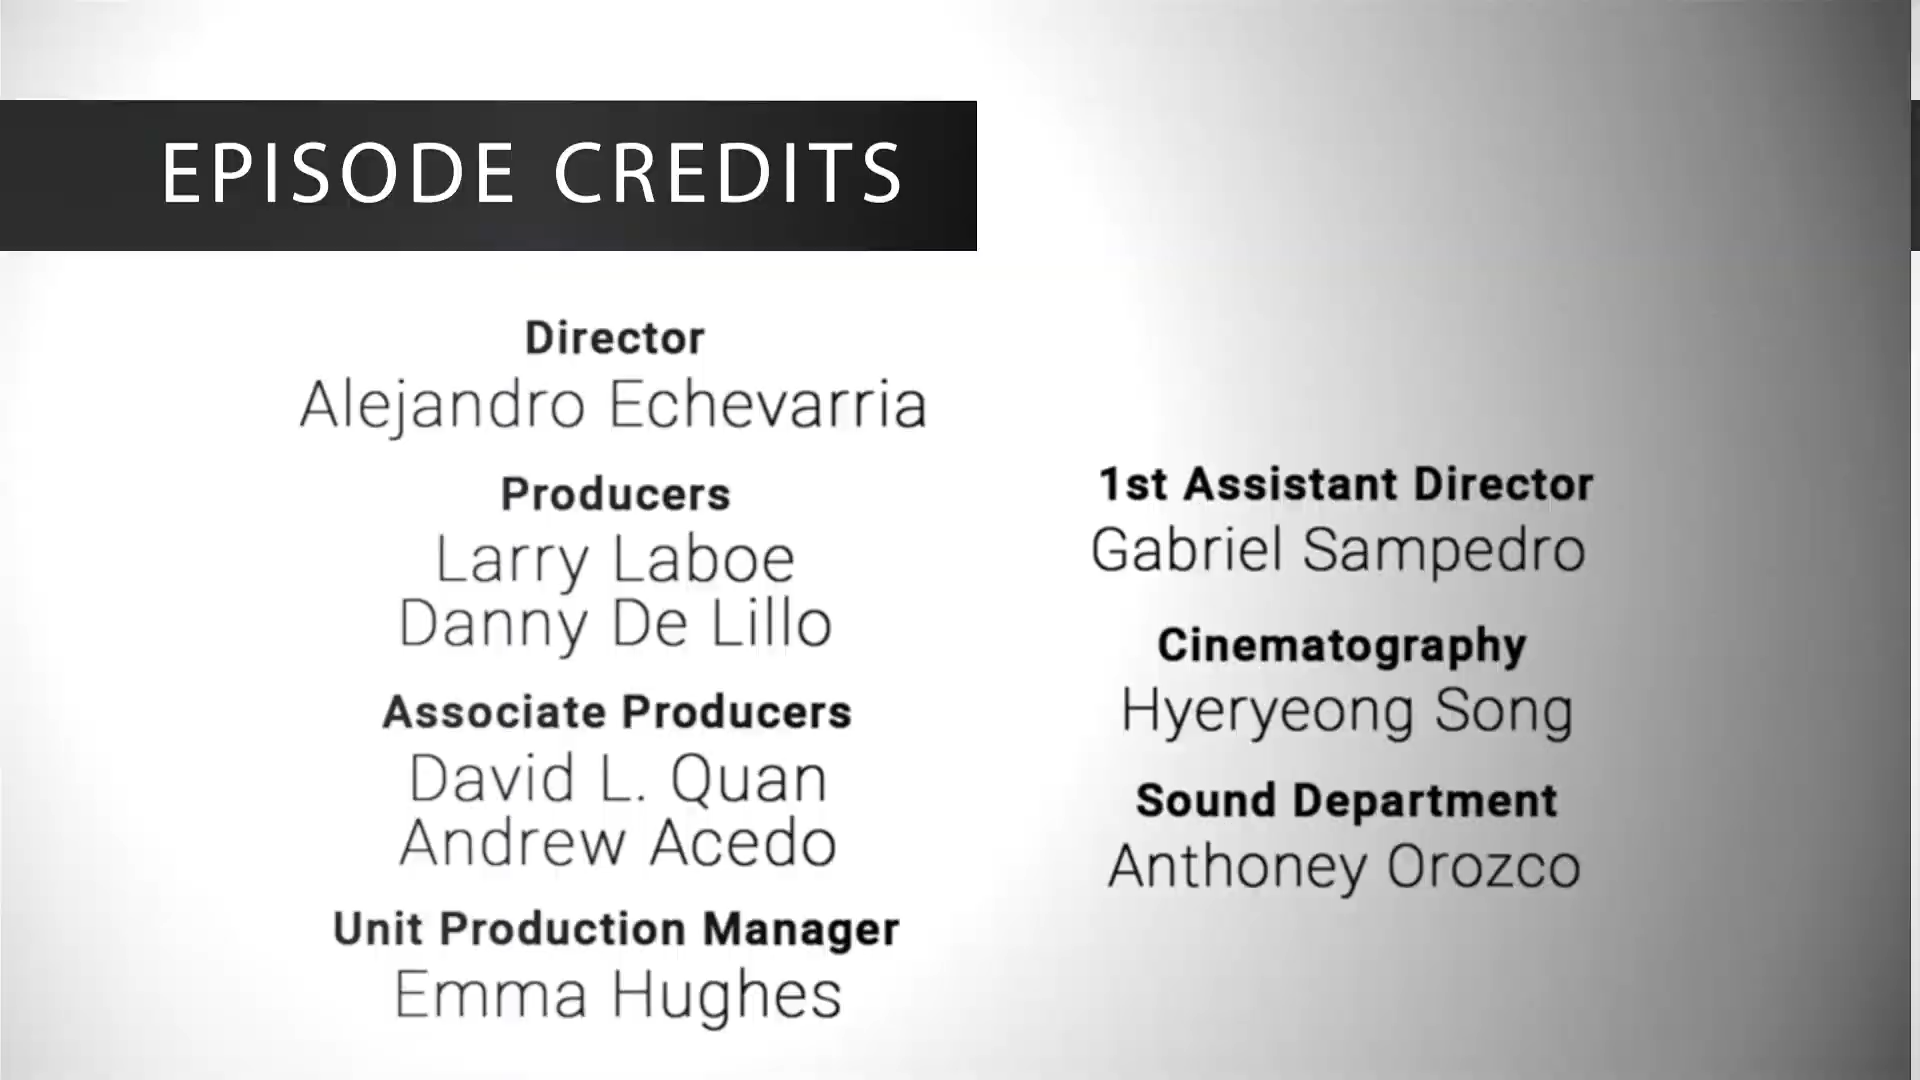 EPISODE CREDITS
Director
Alejandro Echevarria
Producers
Larry Laboe
Danny De Lillo
Associate Producers
David L. Quan
Andrew Acedo
Unit Production Manager
Emma Hughes
1st Assistant Director
Gabriel Sampedro
Cinematography
Hyeryeong Song
Sound Department
Anthoney Orozco